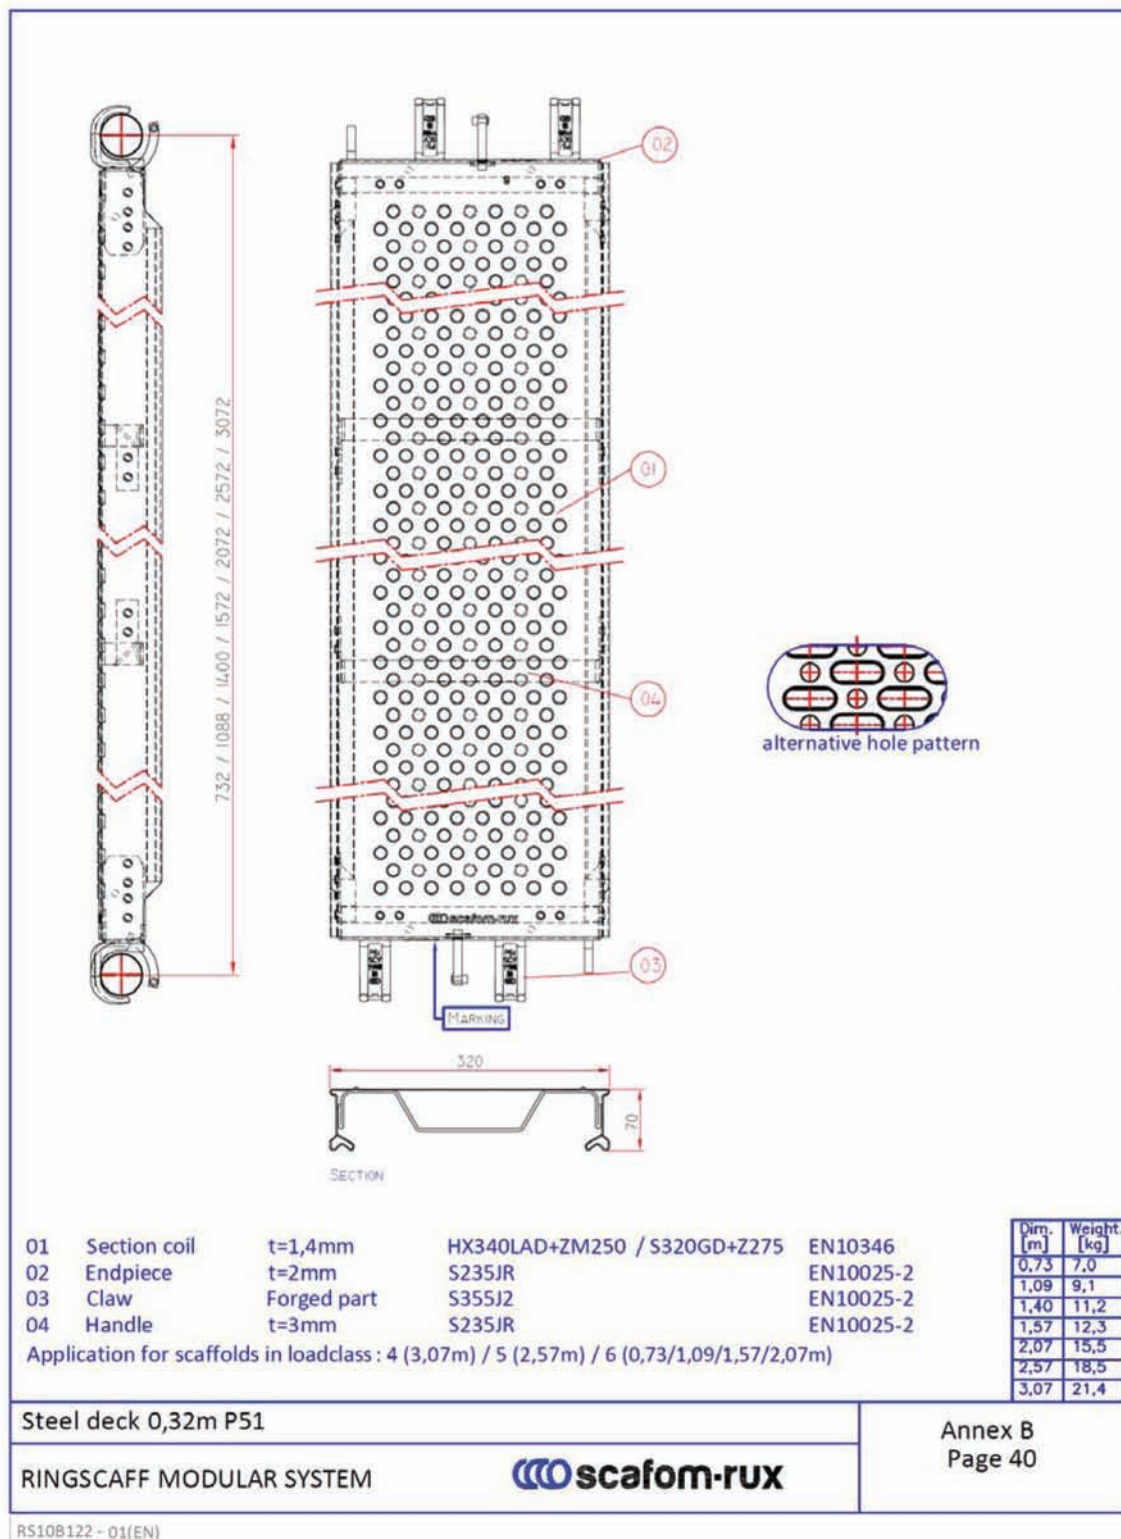 02
732 / 1088 / 1400 / 1572 / 2072 / 2572 / 3072
01
04
alternative hole pattern
scafom-rux
03
MARKING
320
70
SECTION
01 Section coil t=1,4mm HX340LAD+ZM250 / S320GD+Z275 EN10346
02 Endpiece t=2mm S235JR EN10025-2
03 Claw Forged part S355J2 EN10025-2
04 Handle t=3mm S235JR EN10025-2
Application for scaffolds in loadclass : 4 (3,07m) / 5 (2,57m) / 6 (0,73/1,09/1,57/2,07m)
Dim. [m] Weight. [kg]
0,73 7,0
1,09 9,1
1,40 11,2
1,57 12,3
2,07 15,5
2,57 18,5
3,07 21,4
Steel deck 0,32m P51
RINGSCAFF MODULAR SYSTEM
scafom-rux
Annex B
Page 40
RS10B122 - 01(EN)